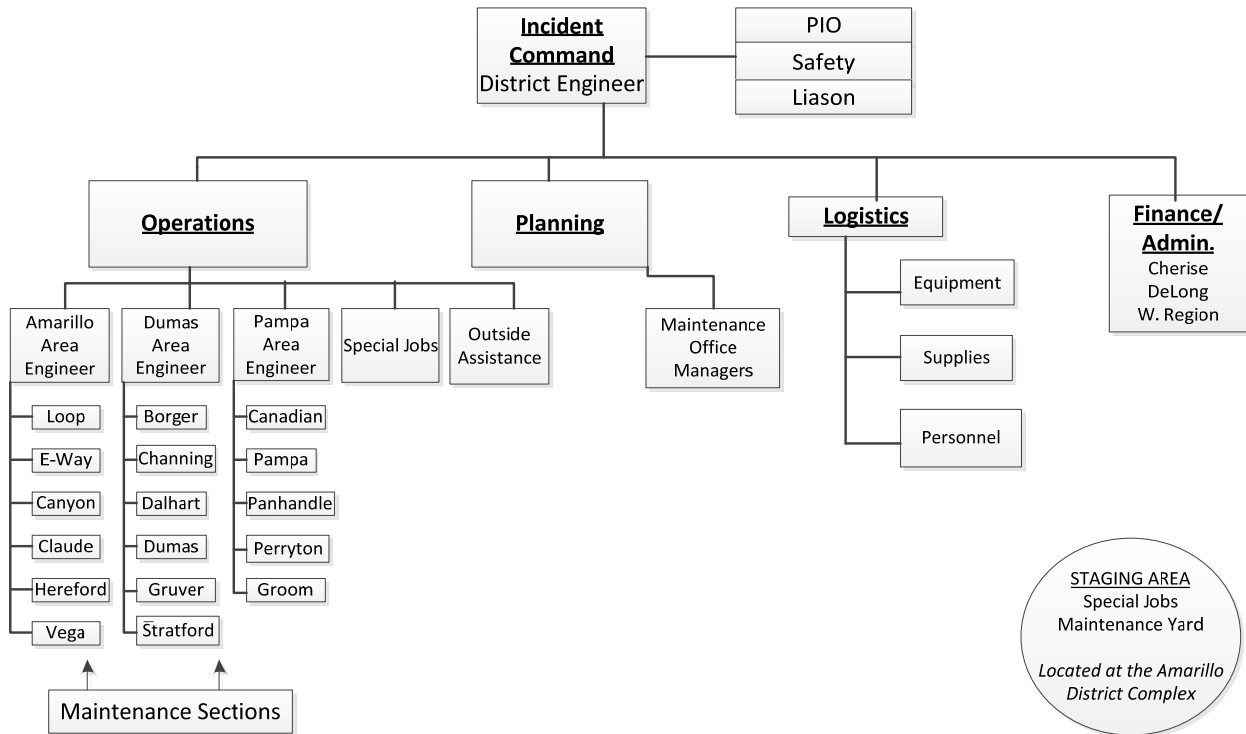 Incident
Command
District Engineer
PIO
Safety
Liason
Operations
Planning
Logistics
Finance/
Admin.
Cherise
DeLong
W. Region
Equipment
Supplies
Personnel
Amarillo
Area
Engineer
Dumas
Area
Engineer
Pampa
Area
Engineer
Special Jobs
Outside
Assistance
Maintenance
Office
Managers
Loop
E-Way
Canyon
Claude
Hereford
Vega
Borger
Channing
Dalhart
Dumas
Gruver
Stratford
Canadian
Pampa
Panhandle
Perryton
Groom
Maintenance Sections
STAGING AREA
Special Jobs
Maintenance Yard
Located at the Amarillo
District Complex